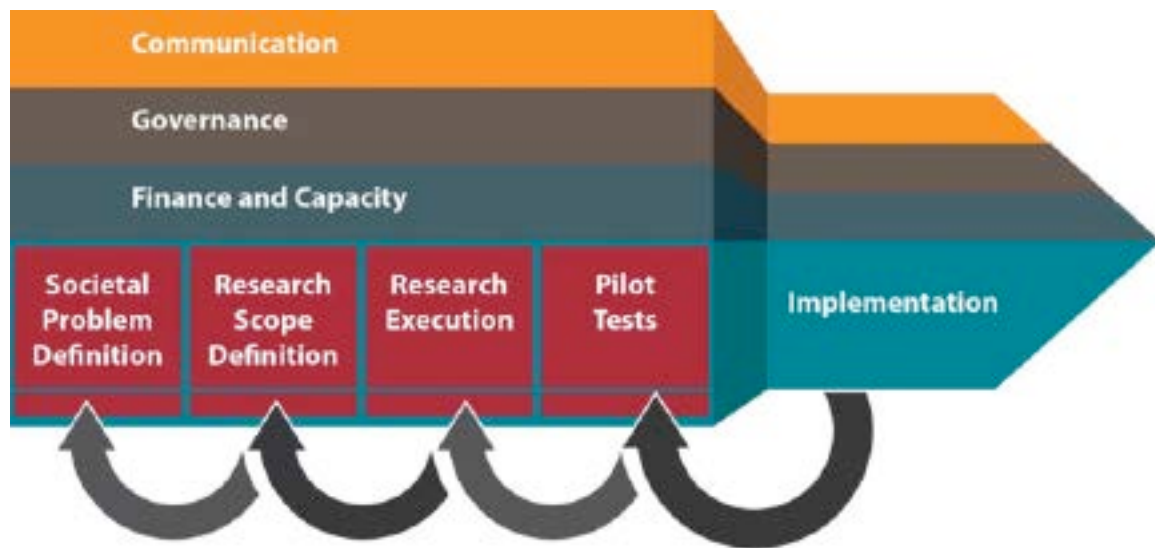 Communication
Governance
Finance and Capacity
Societal
Problem
Definition
Research
Scope
Definition
Research
Execution
Pilot
Tests
Implementation